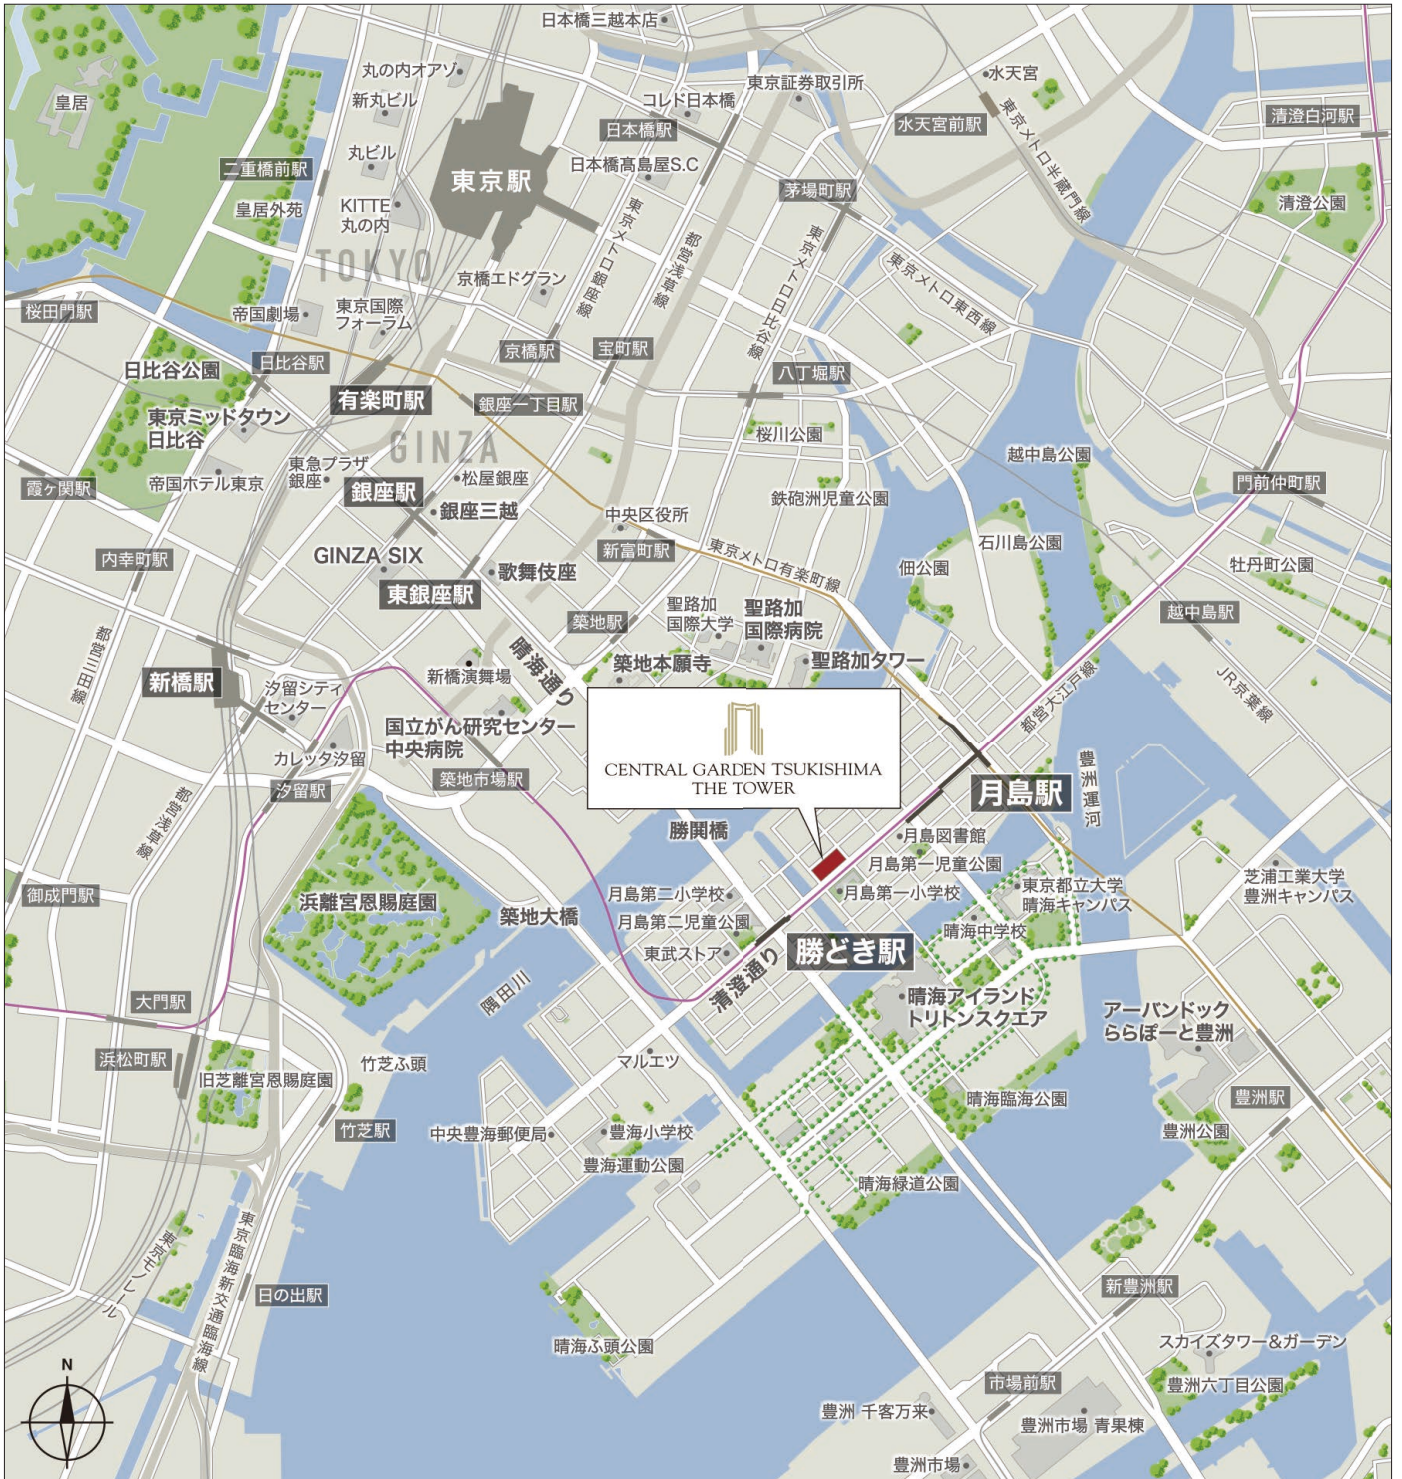 日本橋三越本店
丸の内オアゾ
新丸ビル
皇居
丸ビル
二重橋前駅
皇居外苑
KITTE
丸の内
東京駅
TOKYO
コレド日本橋
日本橋駅
日本橋髙島屋S.C
東京証券取引所
水天宮
水天宮前駅
東京メトロ半蔵門線
清澄白河駅
清澄公園
茅場町駅
東京メトロ銀座線
都営浅草線
東京メトロ日比谷線
東京メトロ東西線
京橋エドグラン
桜田門駅
帝国劇場
東京国際
フォーラム
日比谷公園
日比谷駅
有楽町駅
京橋駅
宝町駅
銀座一丁目駅
八丁堀駅
桜川公園
東京ミッドタウン
日比谷
GINZA
東急プラザ
銀座
松屋銀座
霞ヶ関駅
帝国ホテル東京
銀座駅
銀座三越
鉄砲洲児童公園
越中島公園
門前仲町駅
中央区役所
新富町駅
東京メトロ有楽町線
石川島公園
佃公園
牡丹町公園
内幸町駅
GINZA SIX
歌舞伎座
東銀座駅
築地駅
聖路加
国際大学
聖路加
国際病院
越中島駅
都営三田線
新橋駅
晴海通り
新橋演舞場
築地本願寺
聖路加タワー
都営大江戸線
JR京葉線
汐留シティ
センター
国立がん研究センター
中央病院
カレッタ汐留
汐留駅
築地市場駅
CENTRAL GARDEN TSUKISHIMA
THE TOWER
月島駅
豊洲運河
都営浅草線
勝鬨橋
月島図書館
月島第一児童公園
月島第一小学校
月島第二小学校
月島第二児童公園
東武ストア
東京都立大学
晴海キャンパス
晴海中学校
芝浦工業大学
豊洲キャンパス
御成門駅
浜離宮恩賜庭園
築地大橋
勝どき駅
清澄通り
隅田川
晴海アイランド
トリトンスクエア
アーバンドック
ららぽーと豊洲
大門駅
浜松町駅
旧芝離宮恩賜庭園
竹芝ふ頭
竹芝駅
マルエツ
中央豊海郵便局
豊海小学校
豊海運動公園
晴海臨海公園
豊洲駅
豊洲公園
晴海緑道公園
東京モノレール
東京臨海新交通臨海線
日の出駅
晴海ふ頭公園
新豊洲駅
スカイズタワー&ガーデン
豊洲六丁目公園
市場前駅
豊洲 千客万来
豊洲市場 青果棟
豊洲市場
N